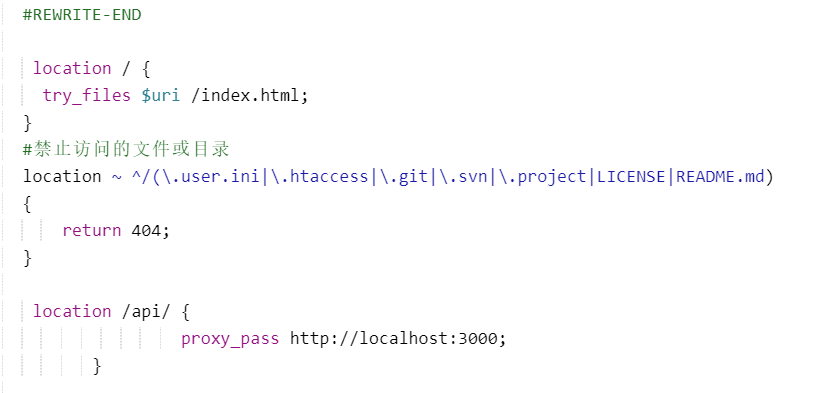 #REWRITE-END
location / {
try_files $uri /index.html;
}
#禁止访问的文件或目录
location ~ ^/(\.user.ini|\.htaccess|\.git|\.svn|\.project|LICENSE|README.md)
{
return 404;
}
location /api/ {
proxy_pass http://localhost:3000;
}